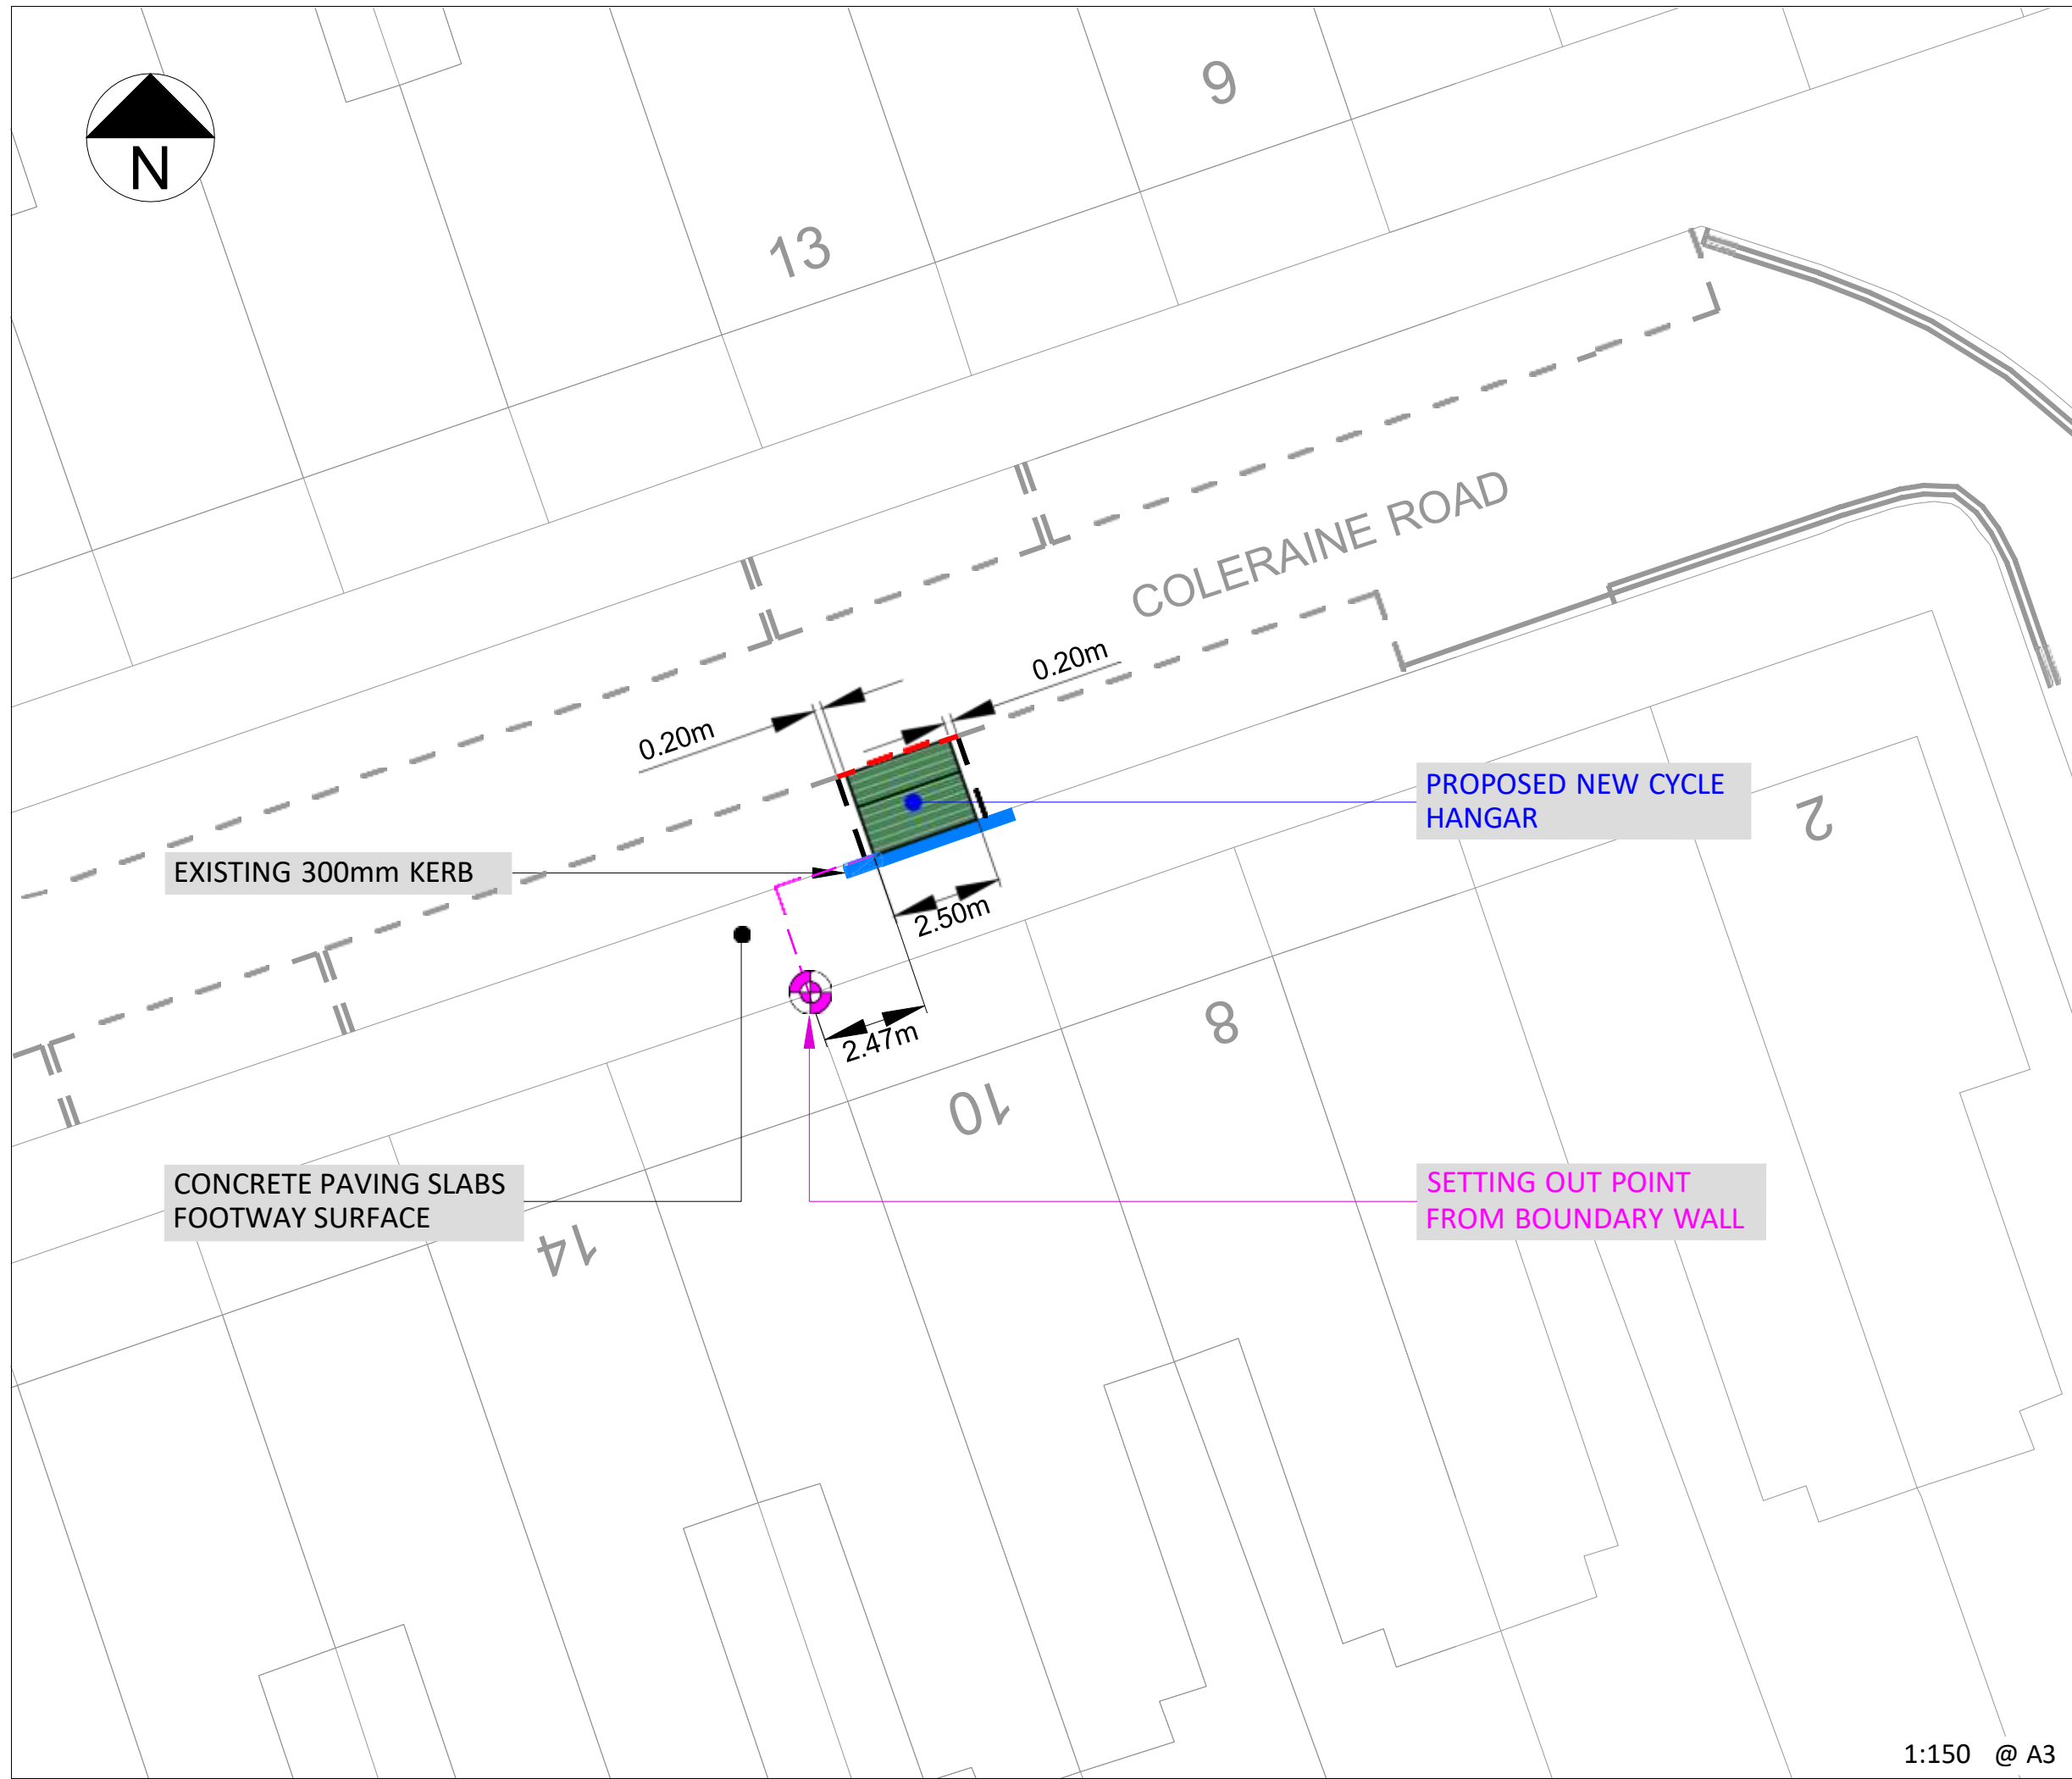 9
N
13
COLERAINE ROAD
0.20m
0.20m
PROPOSED NEW CYCLE
HANGAR
2
EXISTING 300mm KERB
2.50m
8
2.47m
10
CONCRETE PAVING SLABS
FOOTWAY SURFACE
SETTING OUT POINT
FROM BOUNDARY WALL
14
1:150 @ A3